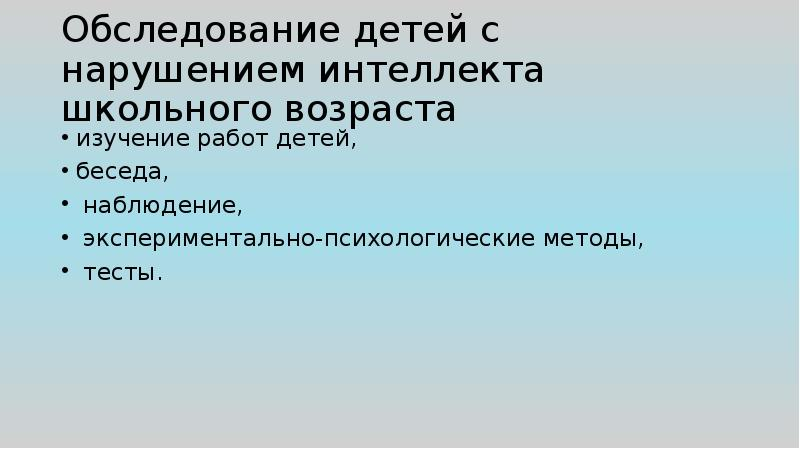 Обследование детей с
нарушением интеллекта
школьного возраста
• изучение работ детей,
• беседа,
• наблюдение,
• экспериментально-психологические методы,
• тесты.